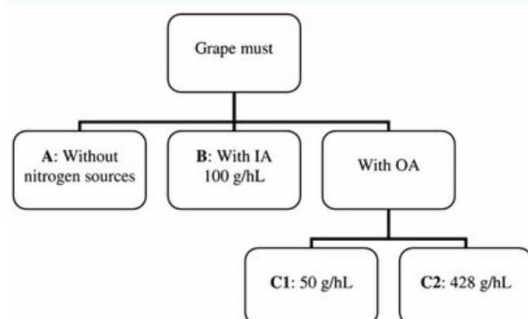 Grape must
A: Without
nitrogen sources
B: With IA
100 g/hL
With OA
C1: 50 g/hL
C2: 428 g/hL